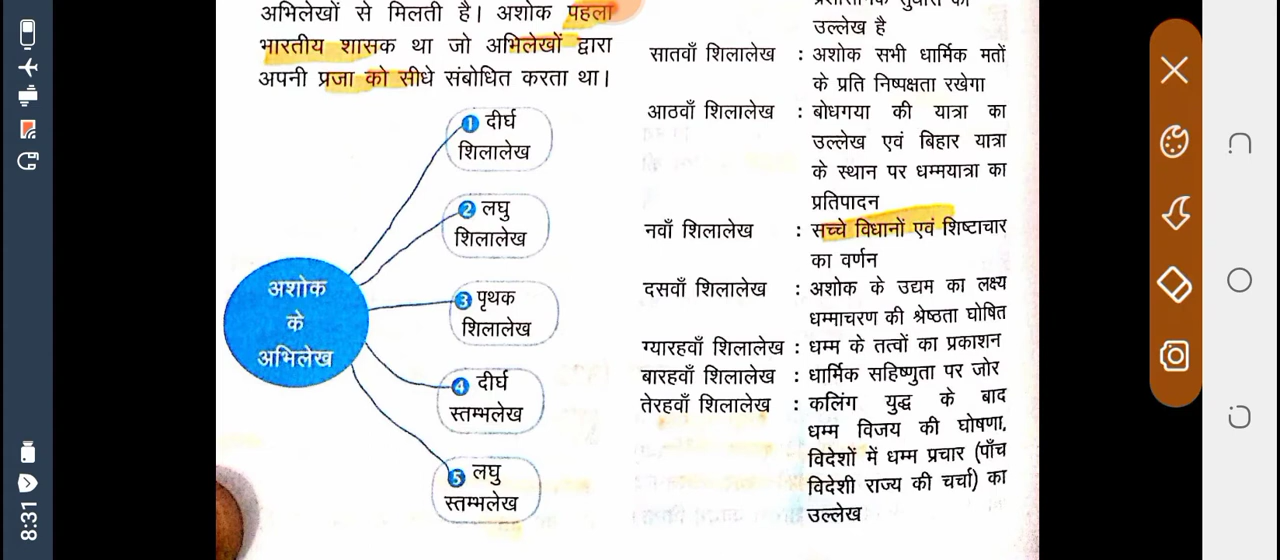 अभिलेखों से मिलती है। अशोक पहला
भारतीय शासक था जो अभिलेखों द्वारा
अपनी प्रजा को सीधे संबोधित करता था।
अशोक
के
अभिलेख
1 दीर्घ
शिलालेख
2 लघु
शिलालेख
3 पृथक
शिलालेख
4 दीर्घ
स्तम्भलेख
5 लघु
स्तम्भलेख
उल्लेख है
सातवाँ शिलालेख : अशोक सभी धार्मिक मतों
के प्रति निष्पक्षता रखेगा
आठवाँ शिलालेख : बोधगया की यात्रा का
उल्लेख एवं बिहार यात्रा
के स्थान पर धम्मयात्रा का
प्रतिपादन
नवाँ शिलालेख : सच्चे विधानों एवं शिष्टाचार
का वर्णन
दसवाँ शिलालेख : अशोक के उद्यम का लक्ष्य
धम्माचरण की श्रेष्ठता घोषित
ग्यारहवाँ शिलालेख : धम्म के तत्वों का प्रकाशन
बारहवाँ शिलालेख : धार्मिक सहिष्णुता पर जोर
तेरहवाँ शिलालेख : कलिंग युद्ध के बाद
धम्म विजय की घोषणा,
विदेशों में धम्म प्रचार (पाँच
विदेशी राज्य की चर्चा) का
उल्लेख
8:31